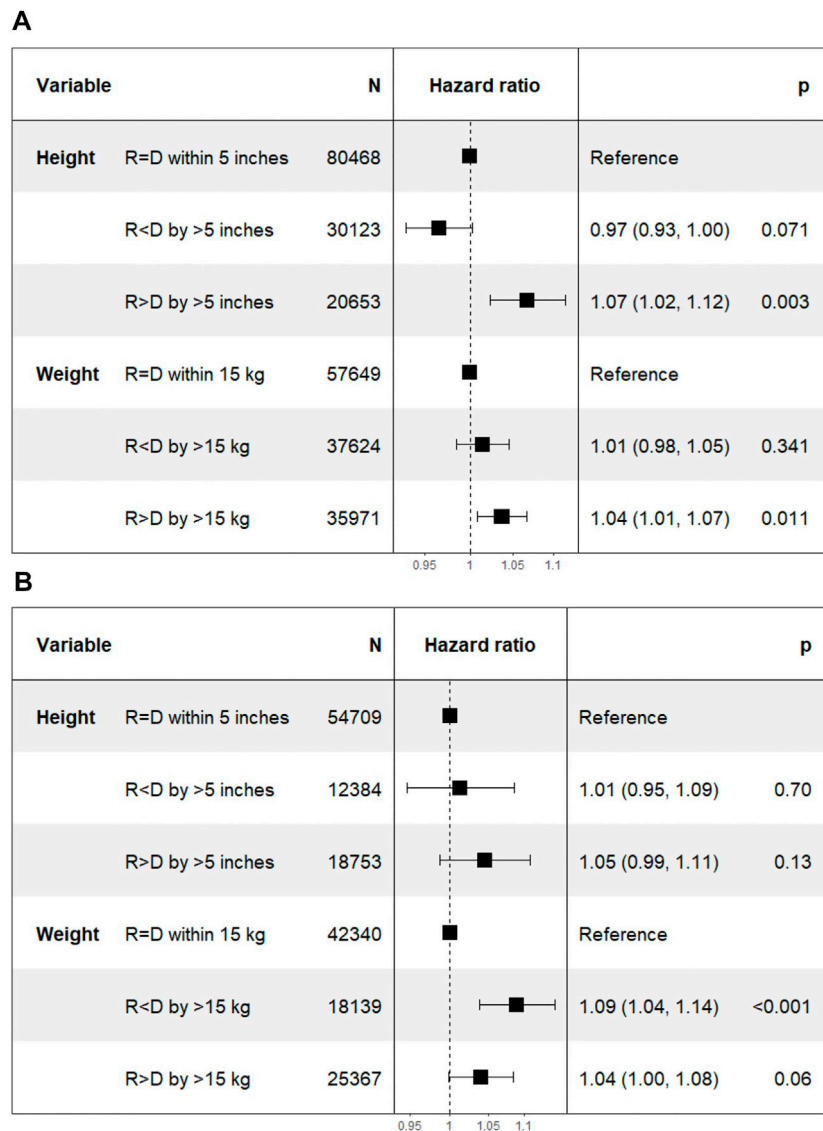 A
Variable N Hazard ratio p
Height R=D within 5 inches 80468 Reference
R<D by >5 inches 30123 0.97 (0.93, 1.00) 0.071
R>D by >5 inches 20653 1.07 (1.02, 1.12) 0.003
Weight R=D within 15 kg 57649 Reference
R<D by >15 kg 37624 1.01 (0.98, 1.05) 0.341
R>D by >15 kg 35971 1.04 (1.01, 1.07) 0.011
0.95 1 1.05 1.1
B
Variable N Hazard ratio p
Height R=D within 5 inches 54709 Reference
R<D by >5 inches 12384 1.01 (0.95, 1.09) 0.70
R>D by >5 inches 18753 1.05 (0.99, 1.11) 0.13
Weight R=D within 15 kg 42340 Reference
R<D by >15 kg 18139 1.09 (1.04, 1.14) <0.001
R>D by >15 kg 25367 1.04 (1.00, 1.08) 0.06
0.95 1 1.05 1.1